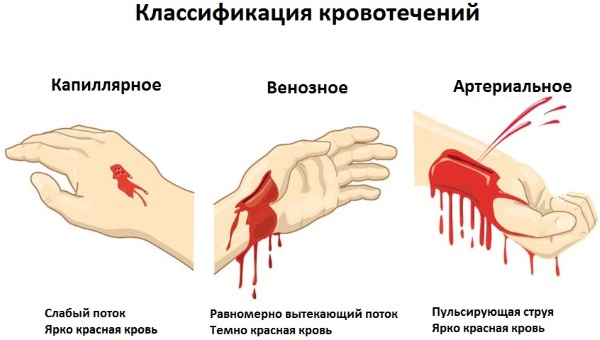 Классификация кровотечений
Капиллярное
Венозное
Артериальное
Слабый поток
Ярко красная кровь
Равномерно вытекающий поток
Темно красная кровь
Пульсирующая струя
Ярко красная кровь